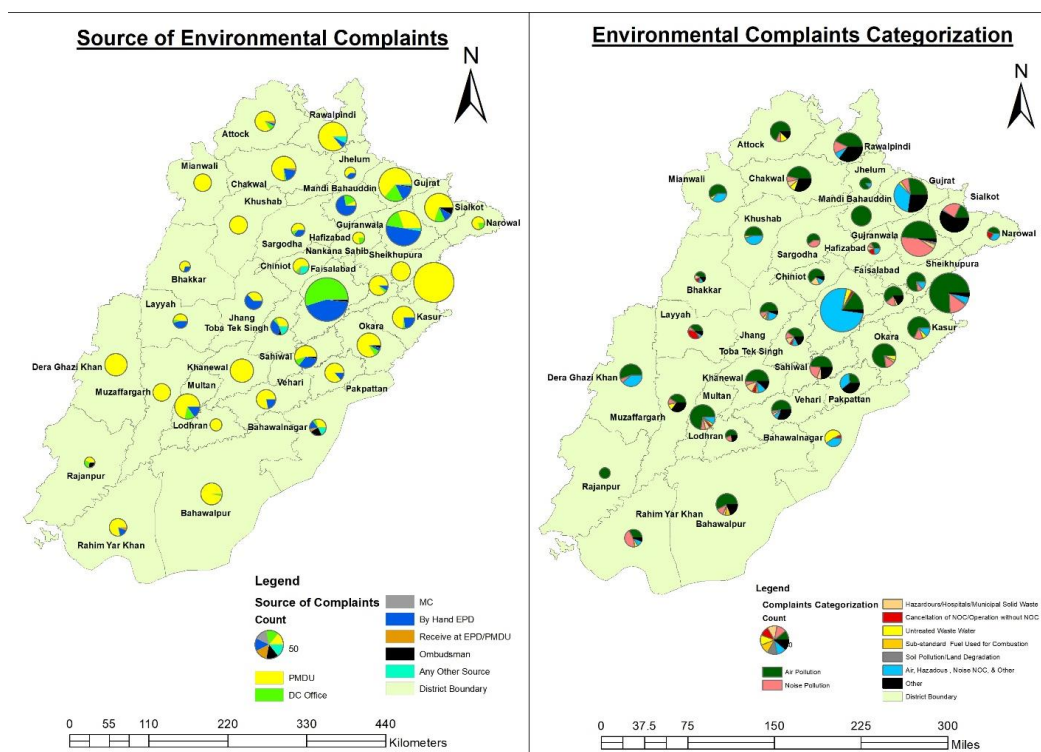 Source of Environmental Complaints
N
Rawalpindi
Attock
Mianwali
Jhelum
Chakwal
Mandi Bahauddin
Gujrat
Khushab
Sialkot
Gujranwala
Narowal
Sargodha
Hafizabad
Nankana Sahib
Sheikhupura
Chiniot
Faisalabad
Bhakkar
Layyah
Jhang
Kasur
Toba Tek Singh
Okara
Sahiwal
Dera Ghazi Khan
Khanewal
Muzaffargarh
Multan
Vehari
Pakpattan
Lodhran
Bahawalnagar
Rajanpur
Bahawalpur
Rahim Yar Khan
Legend
Source of Complaints
Count
50
PMDU
DC Office
MC
By Hand EPD
Receive at EPD/PMDU
Ombudsman
Any Other Source
District Boundary
0 55 110 220 330 440
Kilometers
Environmental Complaints Categorization
N
Attock
Rawalpindi
Mianwali
Chakwal
Jhelum
Gujrat
Mandi Bahauddin
Sialkot
Khushab
Gujranwala
Narowal
Sargodha
Hafizabad
Sheikhupura
Chiniot
Faisalabad
Bhakkar
Layyah
Jhang
Kasur
Toba Tek Singh
Okara
Sahiwal
Dera Ghazi Khan
Khanewal
Multan
Vehari
Pakpattan
Muzaffargarh
Lodhran
Bahawalnagar
Rajanpur
Rahim Yar Khan
Bahawalpur
Legend
Complaints Categorization
Count
Air Pollution
Noise Pollution
Hazardours/Hospitals/Municipal Solid Waste
Cancellation of NOC/Operation without NOC
Untreated Waste Water
Sub-standard Fuel Used for Combustion
Soil Pollution/Land Degradation
Air, Hazadous , Noise NOC, & Other
Other
District Boundary
0 37.5 75 150 225 300
Miles